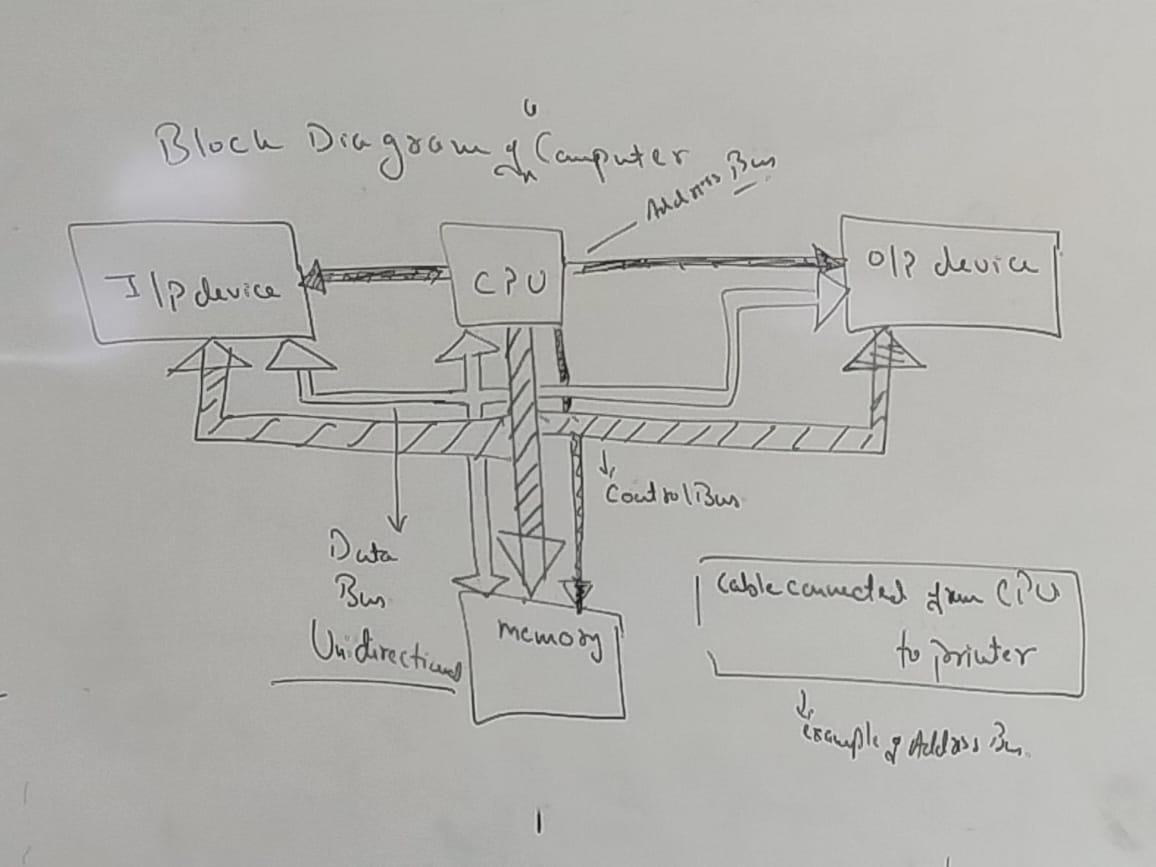 Block Diagram of Computer
Address Bus
I/P device
CPU
O/P device
Control Bus
Data
Bus
Unidirectional
memory
Cable connected from CPU
to printer
example of Address Bus.